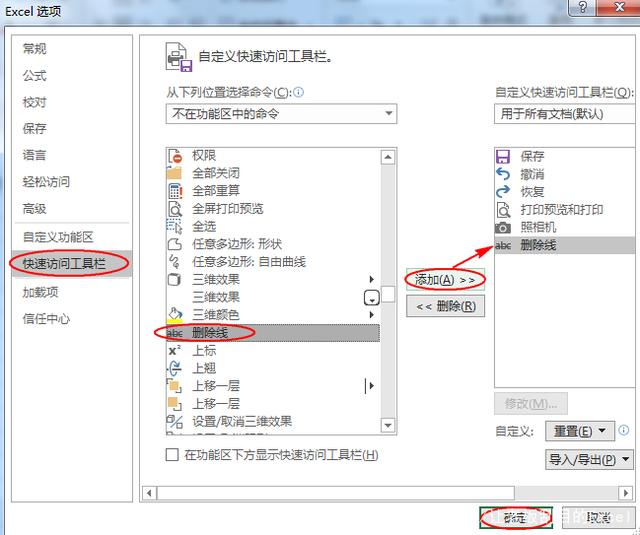 Excel 选项
常规
公式
校对
保存
语言
轻松访问
高级
自定义功能区
快速访问工具栏
加载项
信任中心
自定义快速访问工具栏。
从下列位置选择命令(C):
不在功能区中的命令
权限
全部关闭
全部重算
全屏打印预览
全选
任意多边形: 形状
任意多边形: 自由曲线
三维效果
三维效果
三维颜色
abc 删除线
x² 上标
上翘
上移一层
上移一层
设置/取消三维效果
在功能区下方显示快速访问工具栏(H)
添加(A) >>
<< 删除(R)
自定义快速访问工具栏(Q):
用于所有文档(默认)
保存
撤消
恢复
打印预览和打印
照相机
abc 删除线
修改(M)...
自定义:
重置(E)
导入/导出(P)
确定
取消